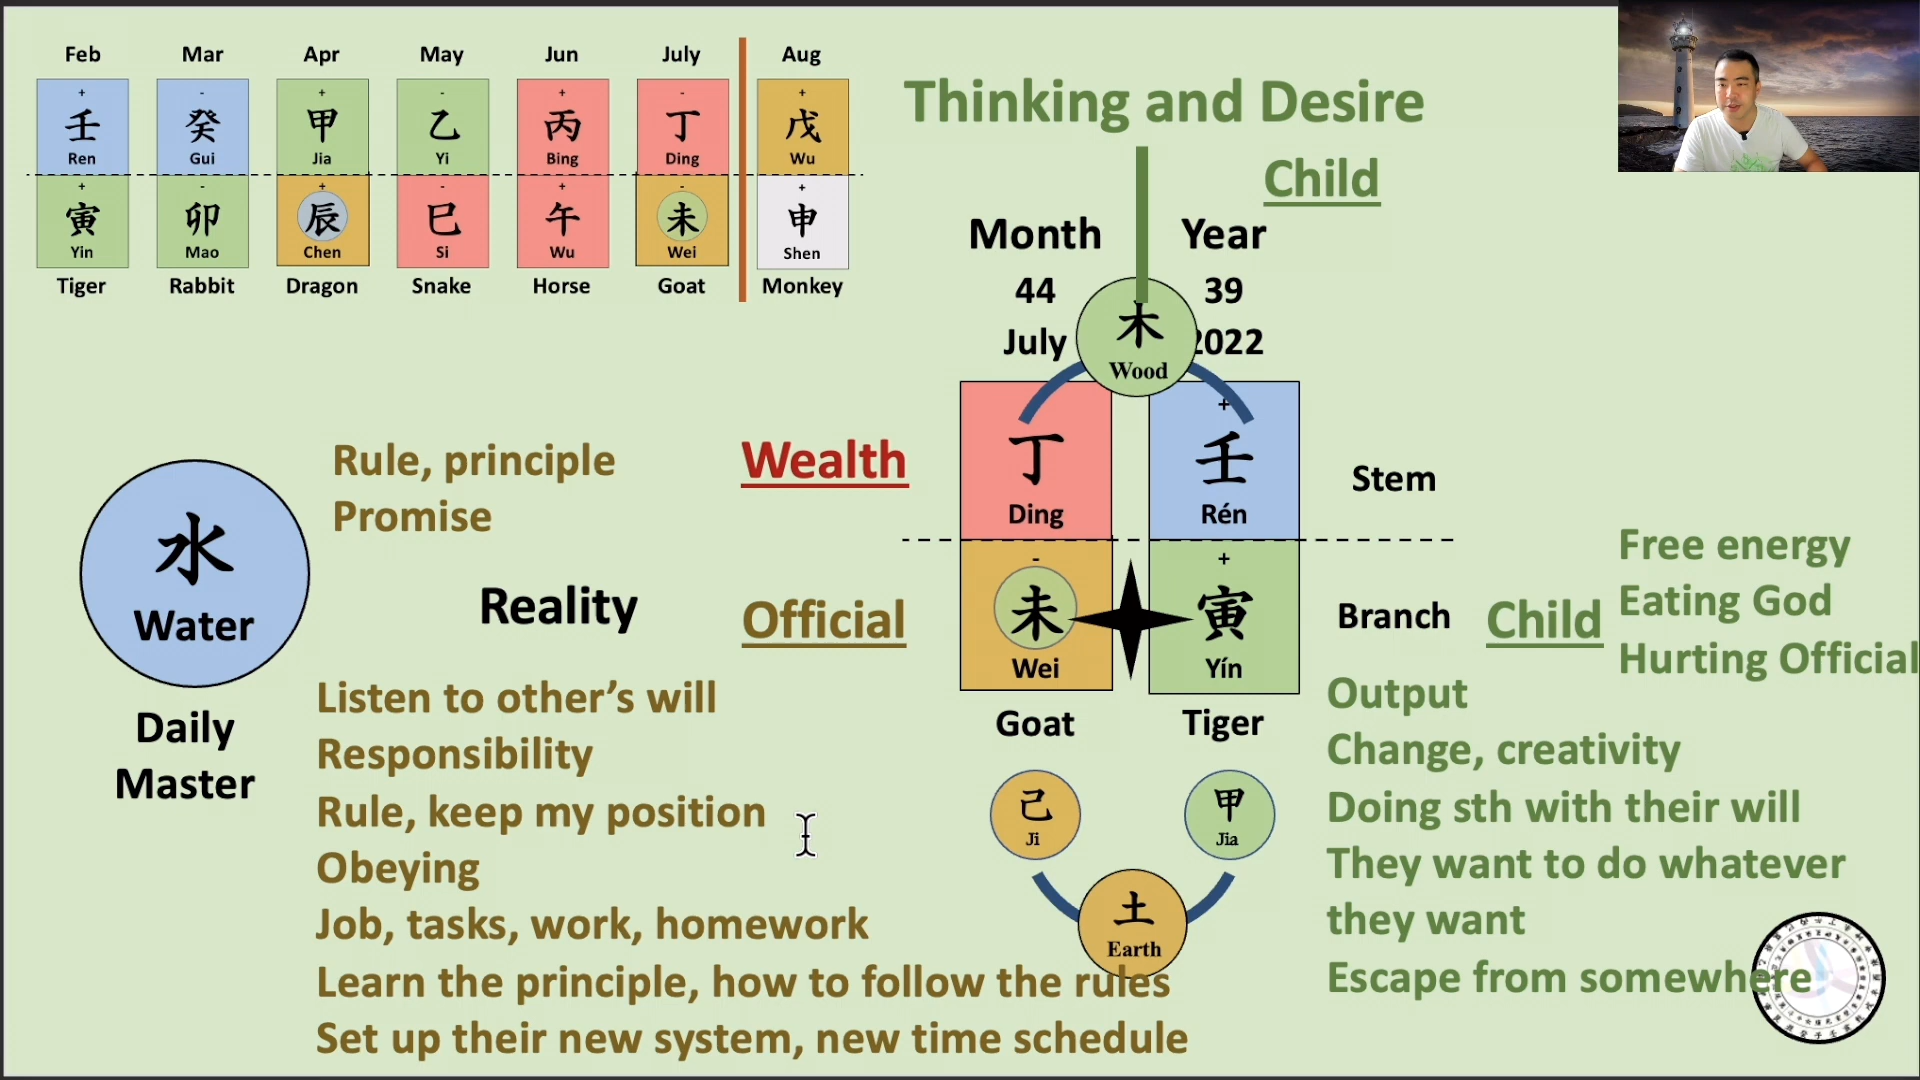 Feb Mar Apr May Jun July Aug
+ - + - + - +
壬 癸 甲 乙 丙 丁 戊
Ren Gui Jia Yi Bing Ding Wu
+ - + - + - +
寅 卯 辰 巳 午 未 申
Yin Mao Chen Si Wu Wei Shen
Tiger Rabbit Dragon Snake Horse Goat Monkey
Thinking and Desire
Child
Month Year
44 39
July 2022
木
Wood
+
丁 壬
Ding Rén
Stem
- +
未 寅
Wei Yín
Branch
Goat Tiger
己 甲
Ji Jia
土
Earth
水
Water
Daily
Master
Rule, principle
Promise
Wealth
Reality
Official
Listen to other’s will
Responsibility
Rule, keep my position
Obeying
Job, tasks, work, homework
Learn the principle, how to follow the rules
Set up their new system, new time schedule
Child
Free energy
Eating God
Hurting Official
Output
Change, creativity
Doing sth with their will
They want to do whatever
they want
Escape from somewhere